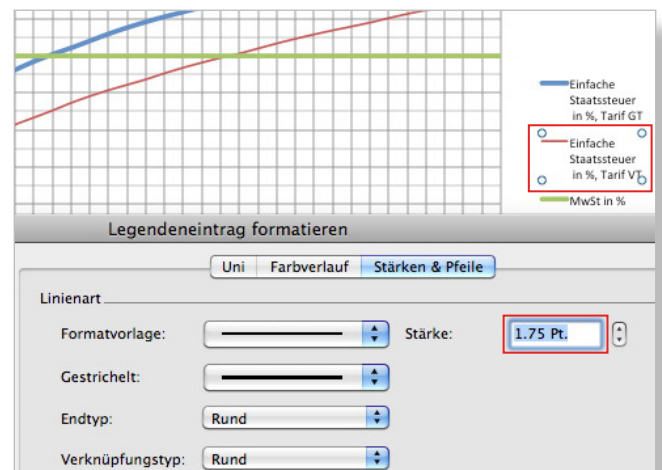 Einfache
Staatssteuer
in %, Tarif GT
Einfache
Staatssteuer
in %, Tarif VT
MwSt in %
Legendeneintrag formatieren
Uni Farbverlauf Stärken & Pfeile
Linienart
Formatvorlage: Stärke: 1.75 Pt.
Gestrichelt:
Endtyp: Rund
Verknüpfungstyp: Rund